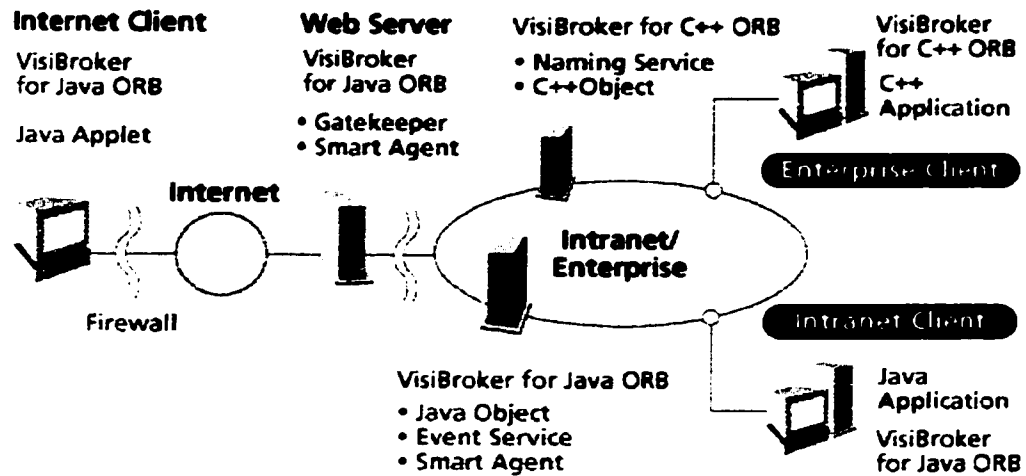 Internet Client
VisiBroker
for Java ORB
Java Applet
Web Server
VisiBroker
for Java ORB
• Gatekeeper
• Smart Agent
VisiBroker for C++ ORB
• Naming Service
• C++Object
VisiBroker
for C++ ORB
C++
Application
Enterprise Client
Internet
Firewall
Intranet/
Enterprise
Intranet Client
Java
Application
VisiBroker
for Java ORB
VisiBroker for Java ORB
• Java Object
• Event Service
• Smart Agent